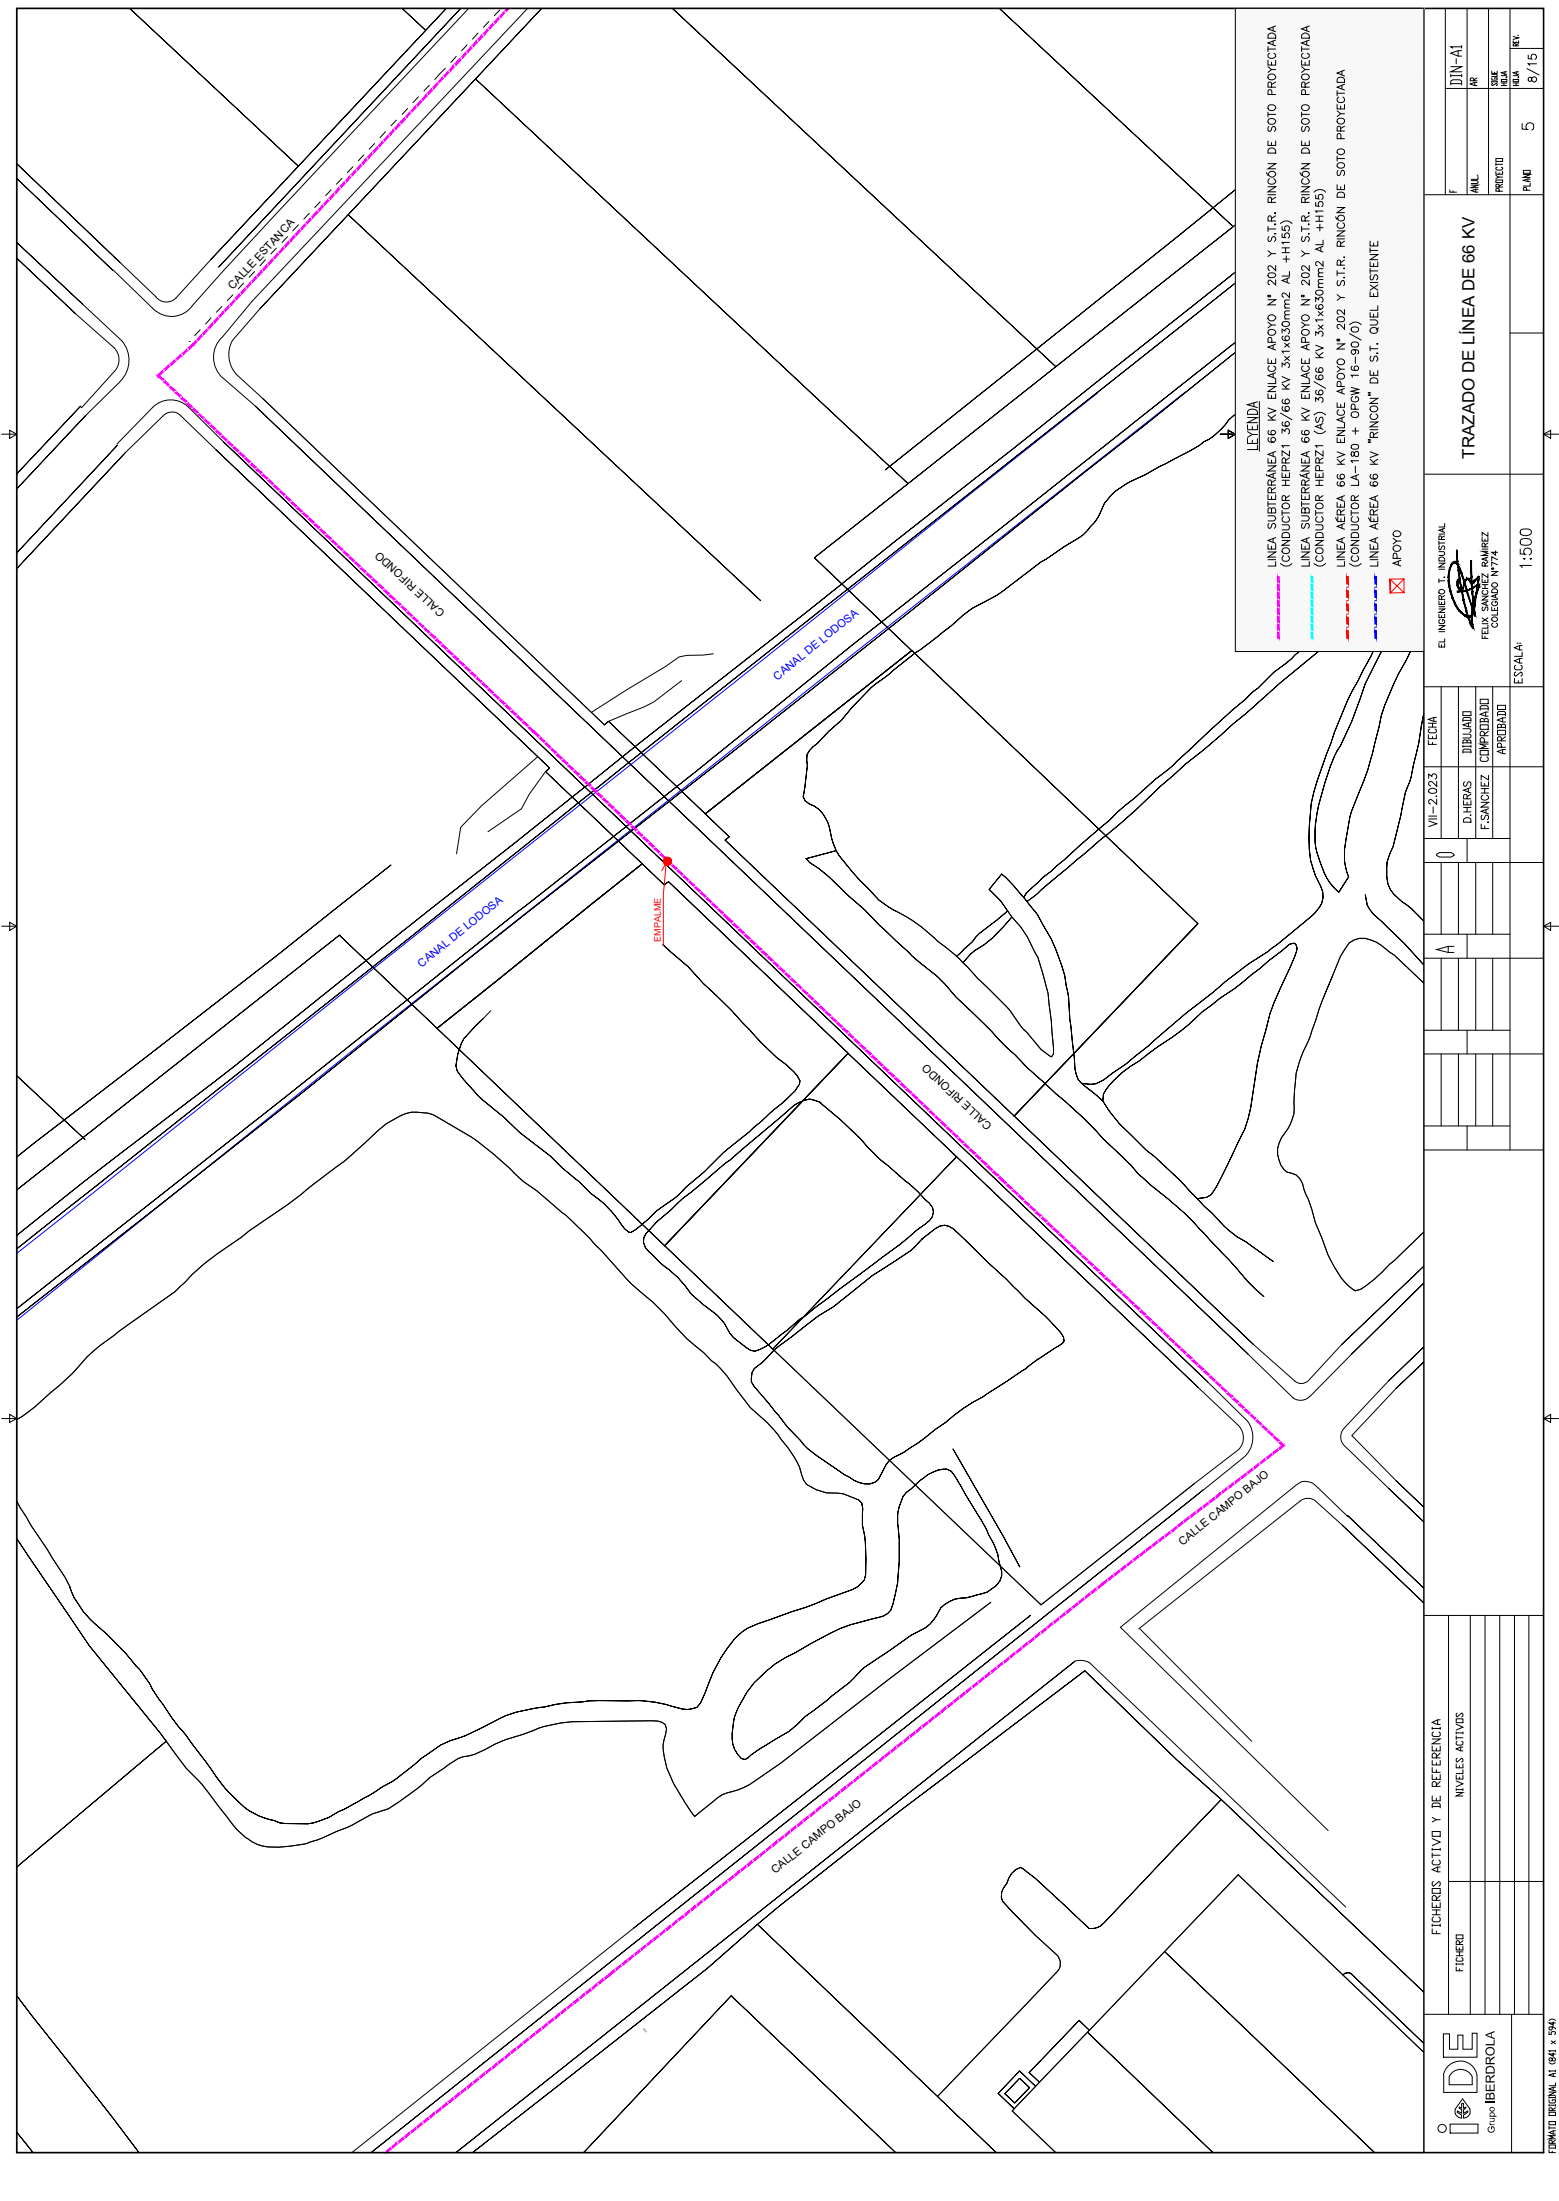 CALLE ESTANCA
CALLE RIFONDO
CANAL DE LODOSA
CANAL DE LODOSA
EMPALME
CALLE RIFONDO
CALLE CAMPO BAJO
CALLE CAMPO BAJO
LEYENDA
LINEA SUBTERRÁNEA 66 KV ENLACE APOYO Nº 202 Y S.T.R. RINCÓN DE SOTO PROYECTADA
(CONDUCTOR HEPRZ1 36/66 KV 3x1x630mm2 AL +H155)
LINEA SUBTERRÁNEA 66 KV ENLACE APOYO Nº 202 Y S.T.R. RINCÓN DE SOTO PROYECTADA
(CONDUCTOR HEPRZ1 (AS) 36/66 KV 3x1x630mm2 AL +H155)
LINEA AÉREA 66 KV ENLACE APOYO Nº 202 Y S.T.R. RINCÓN DE SOTO PROYECTADA
(CONDUCTOR LA-180 + OPGW 16-90/0)
LINEA AÉREA 66 KV "RINCON" DE S.T. QUEL EXISTENTE
APOYO
i-DE
Grupo IBERDROLA
FICHEROS ACTIVO Y DE REFERENCIA
FICHERO
NIVELES ACTIVOS
A
0
VII-2.023 FECHA
D.HERAS DIBUJADO
F.SANCHEZ COMPROBADO
APROBADO
EL INGENIERO T. INDUSTRIAL
FELIX SANCHEZ RAMIREZ
COLEGIADO Nº774
ESCALA: 1:500
TRAZADO DE LÍNEA DE 66 KV
F DIN-A1
ANUL. AR
PROYECTO
SIGUE
HOJA
PLANO 5
HOJA
8/15
REV.
FORMATO ORIGINAL A1 (841 x 594)